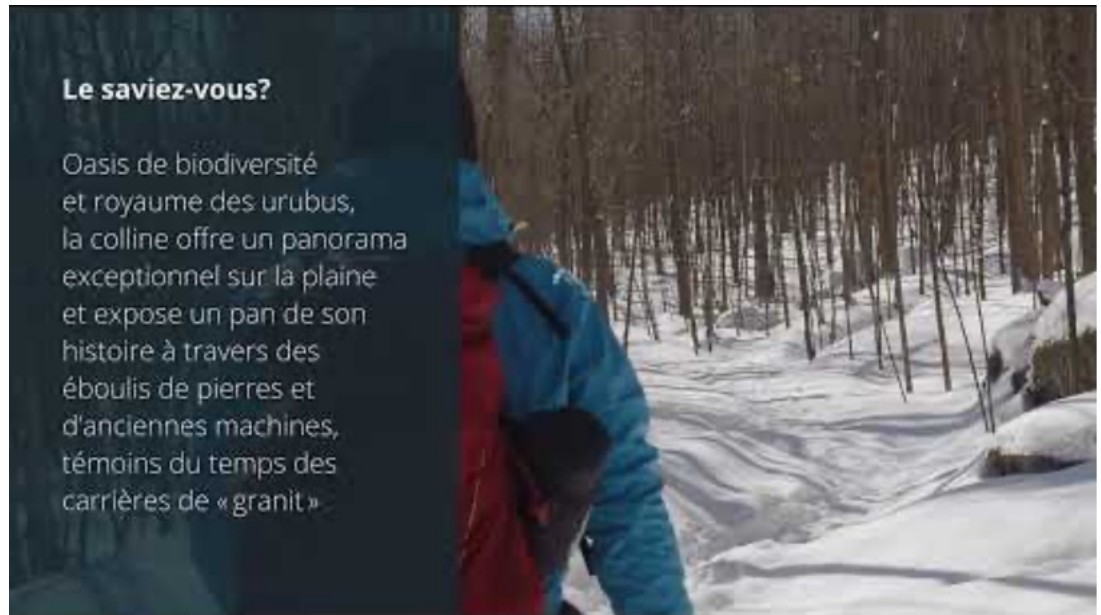 Le saviez-vous?
Oasis de biodiversité
et royaume des urubus,
la colline offre un panorama
exceptionnel sur la plaine
et expose un pan de son
histoire à travers des
éboulis de pierres et
d'anciennes machines,
témoins du temps des
carrières de « granit »